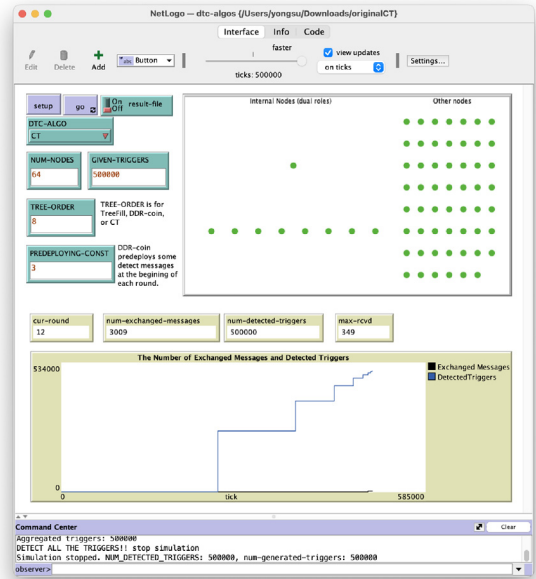 NetLogo — dtc-algos {/Users/yongsu/Downloads/originalCT}
Interface Info Code
Edit Delete Add Button
faster
ticks: 500000
view updates
on ticks
Settings...
setup
go
On
Off
result-file
DTC-ALGO
CT
NUM-NODES
64
GIVEN-TRIGGERS
500000
TREE-ORDER
8
TREE-ORDER is for
TreeFill, DDR-coin,
or CT
PREDEPLOYING-CONST
3
DDR-coin
predeploys some
detect messages
at the begining of
each round.
Internal Nodes (dual roles)
Other nodes
cur-round
12
num-exchanged-messages
3009
num-detected-triggers
500000
max-rcvd
349
The Number of Exchanged Messages and Detected Triggers
534000
0
0
tick
585000
Exchanged Messages
DetectedTriggers
Command Center
Clear
Aggregated triggers: 500000
DETECT ALL THE TRIGGERS!! stop simulation
Simulation stopped. NUM_DETECTED_TRIGGERS: 500000, num-generated-triggers: 500000
observer>